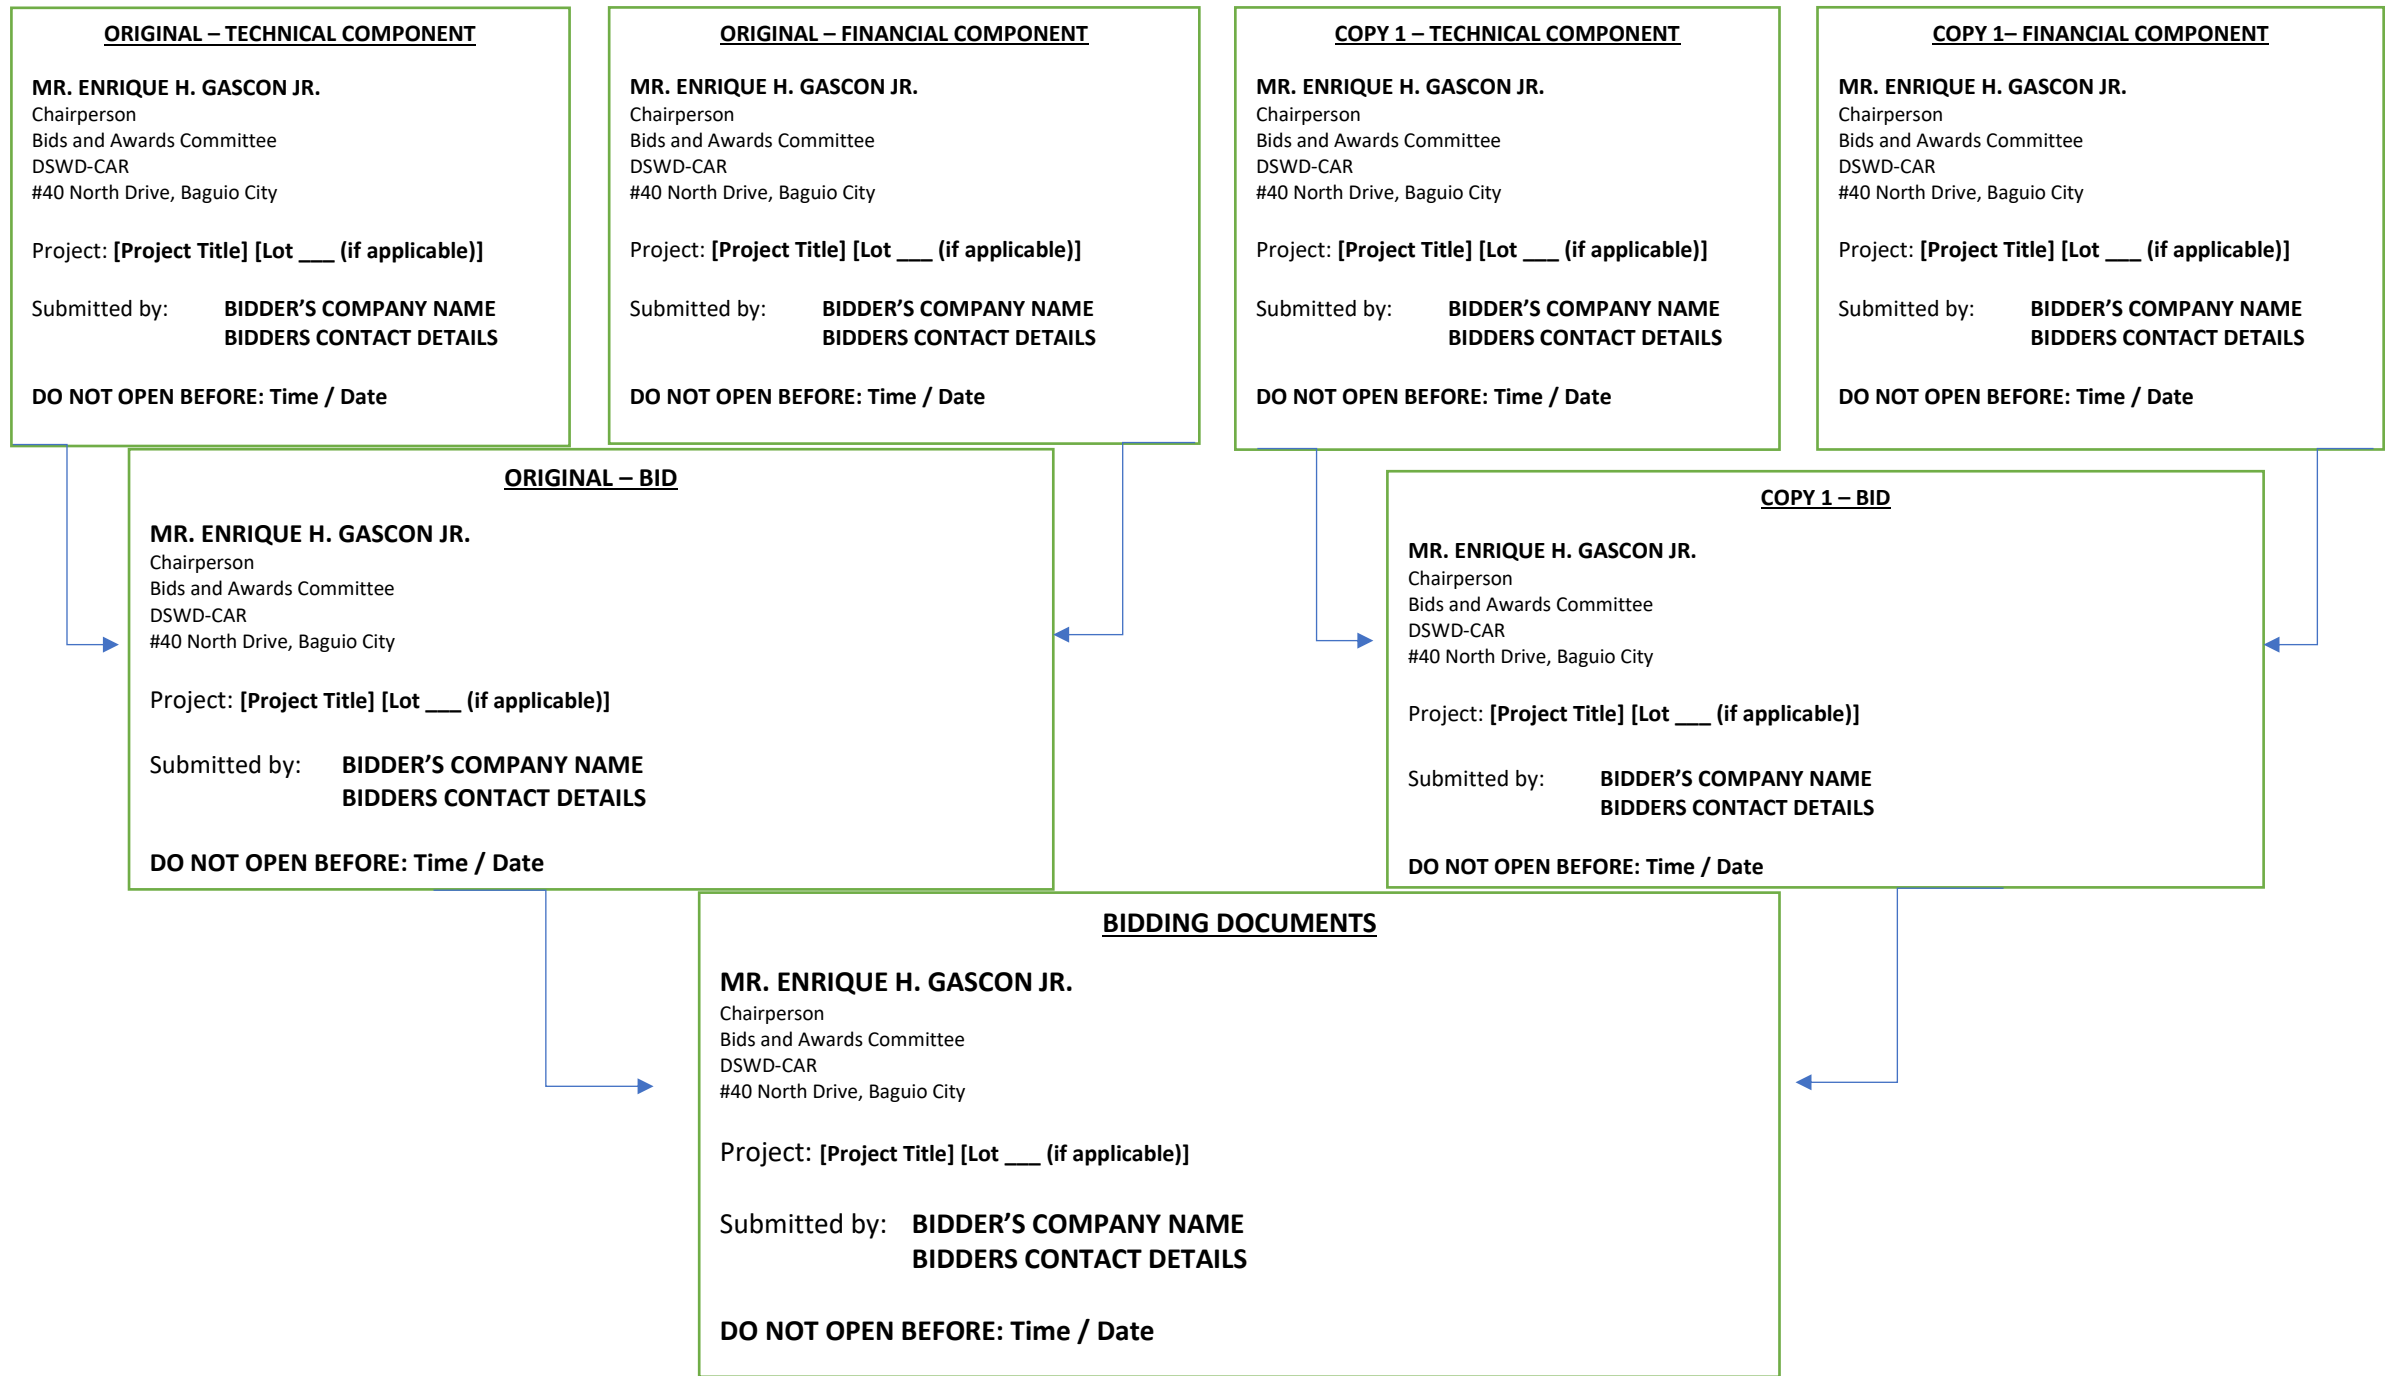 ORIGINAL – TECHNICAL COMPONENT
MR. ENRIQUE H. GASCON JR.
Chairperson
Bids and Awards Committee
DSWD-CAR
#40 North Drive, Baguio City
Project: [Project Title] [Lot ___ (if applicable)]
Submitted by: BIDDER’S COMPANY NAME
BIDDERS CONTACT DETAILS
DO NOT OPEN BEFORE: Time / Date
ORIGINAL – FINANCIAL COMPONENT
MR. ENRIQUE H. GASCON JR.
Chairperson
Bids and Awards Committee
DSWD-CAR
#40 North Drive, Baguio City
Project: [Project Title] [Lot ___ (if applicable)]
Submitted by: BIDDER’S COMPANY NAME
BIDDERS CONTACT DETAILS
DO NOT OPEN BEFORE: Time / Date
COPY 1 – TECHNICAL COMPONENT
MR. ENRIQUE H. GASCON JR.
Chairperson
Bids and Awards Committee
DSWD-CAR
#40 North Drive, Baguio City
Project: [Project Title] [Lot ___ (if applicable)]
Submitted by: BIDDER’S COMPANY NAME
BIDDERS CONTACT DETAILS
DO NOT OPEN BEFORE: Time / Date
COPY 1– FINANCIAL COMPONENT
MR. ENRIQUE H. GASCON JR.
Chairperson
Bids and Awards Committee
DSWD-CAR
#40 North Drive, Baguio City
Project: [Project Title] [Lot ___ (if applicable)]
Submitted by: BIDDER’S COMPANY NAME
BIDDERS CONTACT DETAILS
DO NOT OPEN BEFORE: Time / Date
ORIGINAL – BID
MR. ENRIQUE H. GASCON JR.
Chairperson
Bids and Awards Committee
DSWD-CAR
#40 North Drive, Baguio City
Project: [Project Title] [Lot ___ (if applicable)]
Submitted by: BIDDER’S COMPANY NAME
BIDDERS CONTACT DETAILS
DO NOT OPEN BEFORE: Time / Date
COPY 1 – BID
MR. ENRIQUE H. GASCON JR.
Chairperson
Bids and Awards Committee
DSWD-CAR
#40 North Drive, Baguio City
Project: [Project Title] [Lot ___ (if applicable)]
Submitted by: BIDDER’S COMPANY NAME
BIDDERS CONTACT DETAILS
DO NOT OPEN BEFORE: Time / Date
BIDDING DOCUMENTS
MR. ENRIQUE H. GASCON JR.
Chairperson
Bids and Awards Committee
DSWD-CAR
#40 North Drive, Baguio City
Project: [Project Title] [Lot ___ (if applicable)]
Submitted by: BIDDER’S COMPANY NAME
BIDDERS CONTACT DETAILS
DO NOT OPEN BEFORE: Time / Date